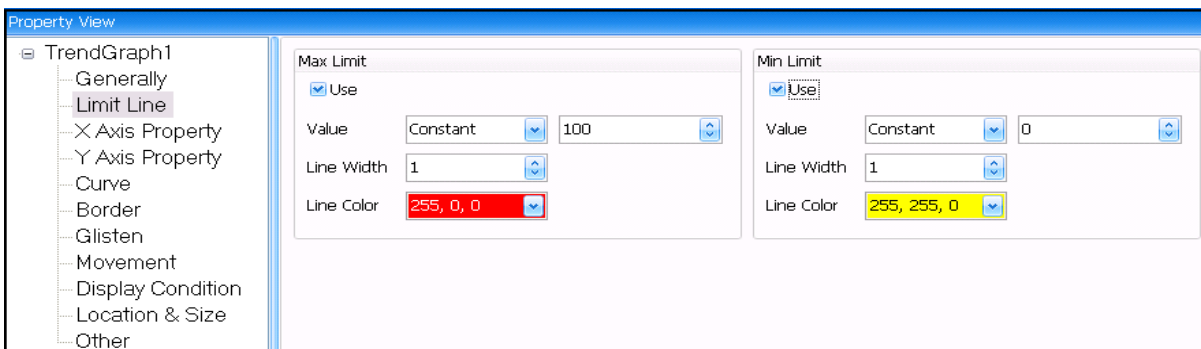 Property View
TrendGraph1
Generally
Limit Line
X Axis Property
Y Axis Property
Curve
Border
Glisten
Movement
Display Condition
Location & Size
Other
Max Limit
Use
Value Constant 100
Line Width 1
Line Color 255, 0, 0
Min Limit
Use
Value Constant 0
Line Width 1
Line Color 255, 255, 0